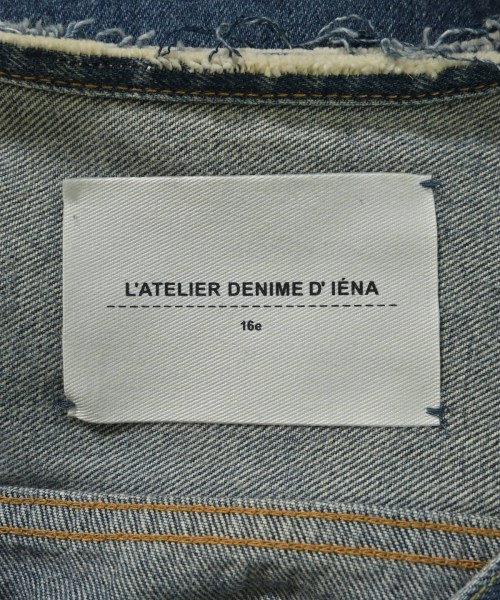 L'ATELIER DENIME D' IÉNA
16e